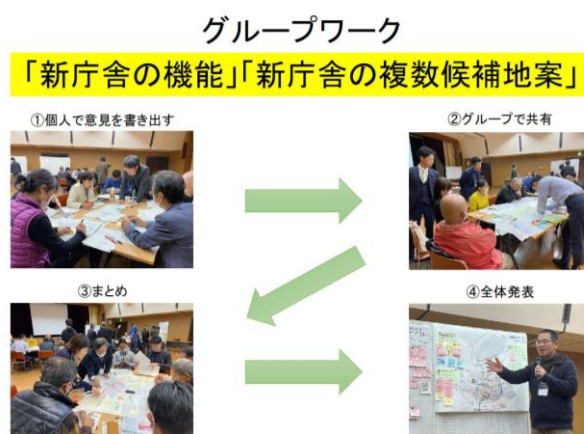 グループワーク
「新庁舎の機能」「新庁舎の複数候補地案」
①個人で意見を書き出す
②グループで共有
③まとめ
④全体発表